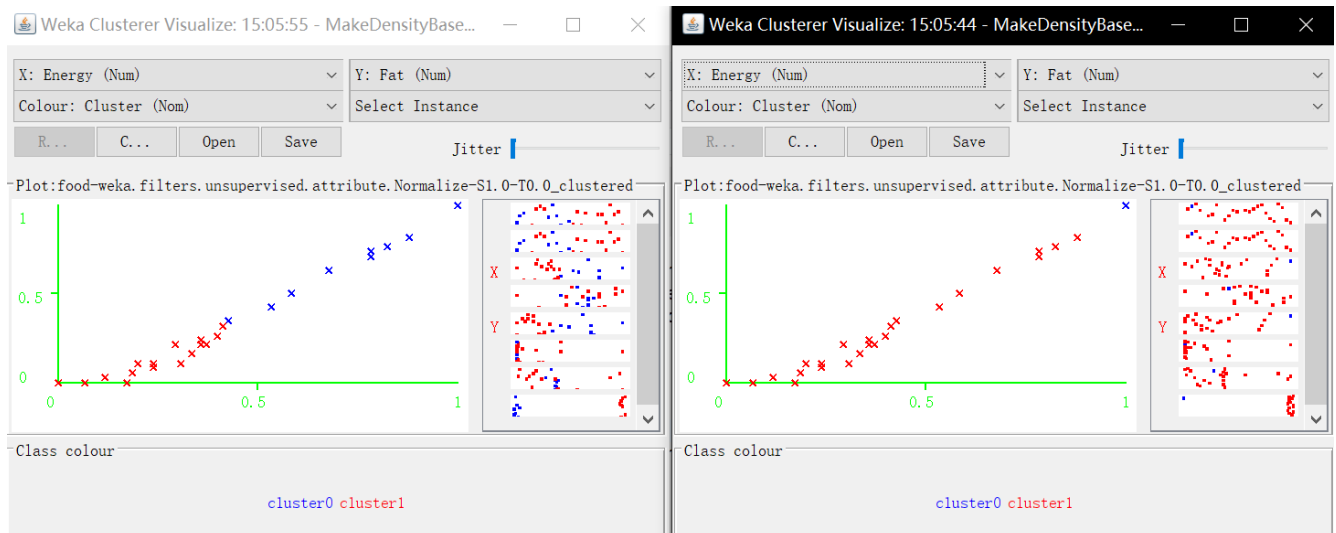 Weka Clusterer Visualize: 15:05:55 - MakeDensityBase...
X: Energy (Num)
Y: Fat (Num)
Colour: Cluster (Nom)
Select Instance
R...
C...
Open
Save
Jitter
Plot:food-weka.filters.unsupervised.attribute.Normalize-S1.0-T0.0_clustered
1
0.5
0
0
0.5
1
X
Y
Class colour
cluster0 cluster1
Weka Clusterer Visualize: 15:05:44 - MakeDensityBase...
X: Energy (Num)
Y: Fat (Num)
Colour: Cluster (Nom)
Select Instance
R...
C...
Open
Save
Jitter
Plot:food-weka.filters.unsupervised.attribute.Normalize-S1.0-T0.0_clustered
1
0.5
0
0
0.5
1
X
Y
Class colour
cluster0 cluster1